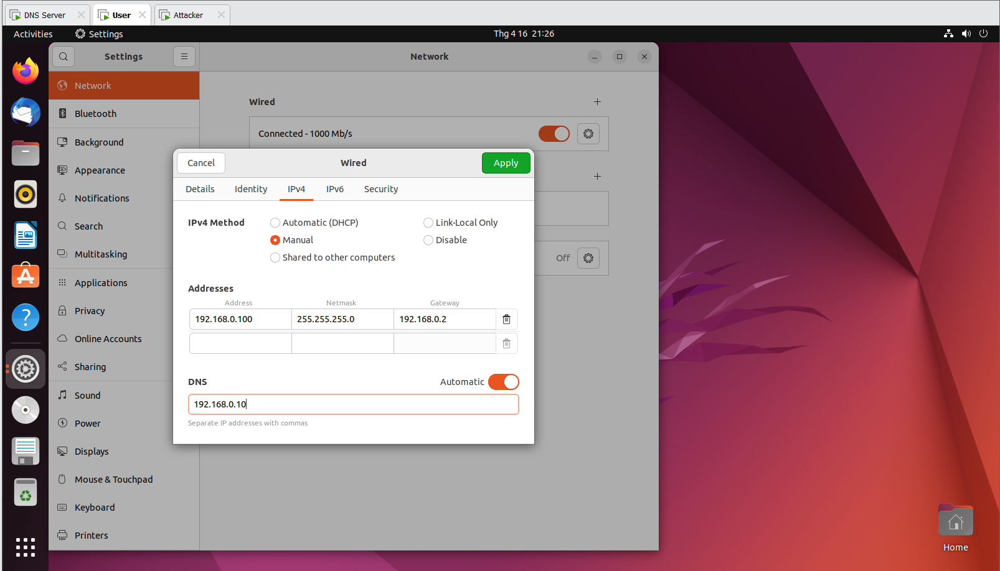 DNS Server
User
Attacker
Activities
Settings
Thg 4 16 21:26
Settings
Network
Network
Bluetooth
Background
Appearance
Notifications
Search
Multitasking
Applications
Privacy
Online Accounts
Sharing
Sound
Power
Displays
Mouse & Touchpad
Keyboard
Printers
Wired
Connected - 1000 Mb/s
Off
Cancel
Wired
Apply
Details
Identity
IPv4
IPv6
Security
IPv4 Method
Automatic (DHCP)
Link-Local Only
Manual
Disable
Shared to other computers
Addresses
Address
Netmask
Gateway
192.168.0.100
255.255.255.0
192.168.0.2
DNS
Automatic
192.168.0.10
Separate IP addresses with commas
Home